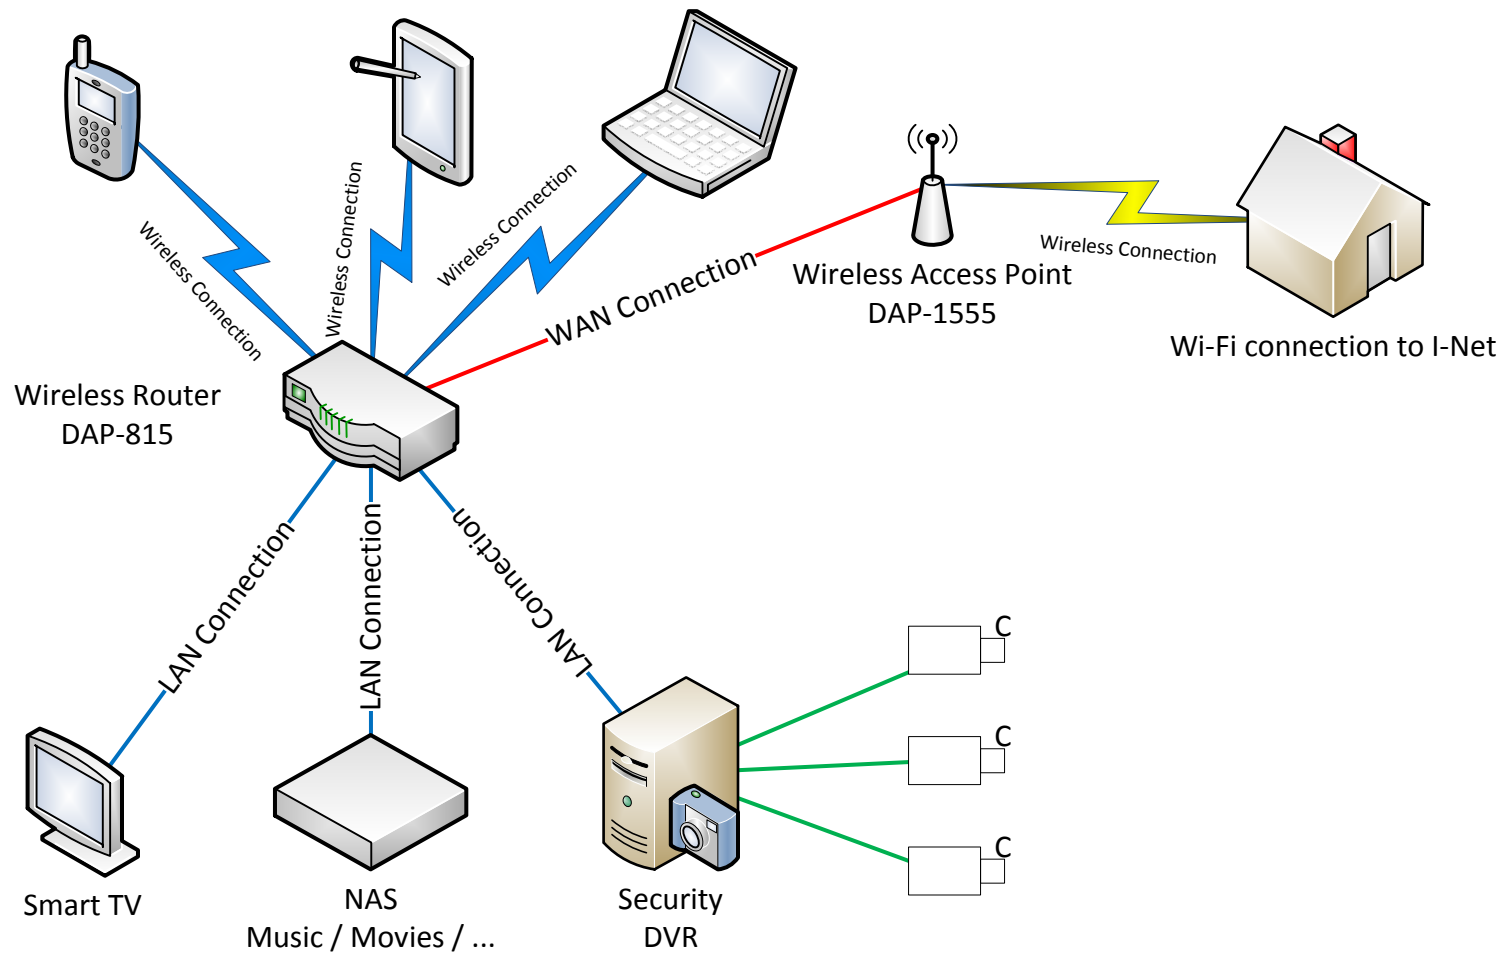 Wireless Connection
Wireless Connection
Wireless Connection
WAN Connection
Wireless Access Point
DAP-1555
Wireless Connection
Wi-Fi connection to I-Net
Wireless Router
DAP-815
LAN Connection
LAN Connection
LAN Connection
C
C
C
Smart TV
NAS
Music / Movies / ...
Security
DVR